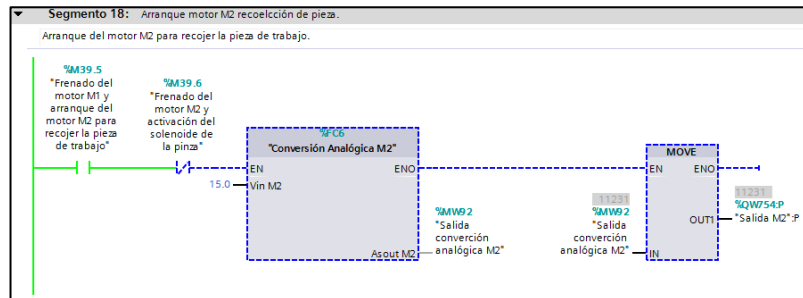 Segmento 18: Arranque motor M2 recoelcción de pieza.
Arranque del motor M2 para recojer la pieza de trabajo.
%M39.5
"Frenado del
motor M1 y
arranque del
motor M2 para
recojer la pieza
de trabajo"
%M39.6
"Frenado del
motor M2 y
activación del
solenoide de
la pinza"
%FC6
"Conversión Analógica M2"
EN
ENO
15.0
Vin M2
Asout M2
%MW92
"Salida
converción
analógica M2"
MOVE
EN
ENO
11231
%MW92
"Salida
converción
analógica M2"
IN
OUT1
11231
%QW754:P
"Salida M2":P